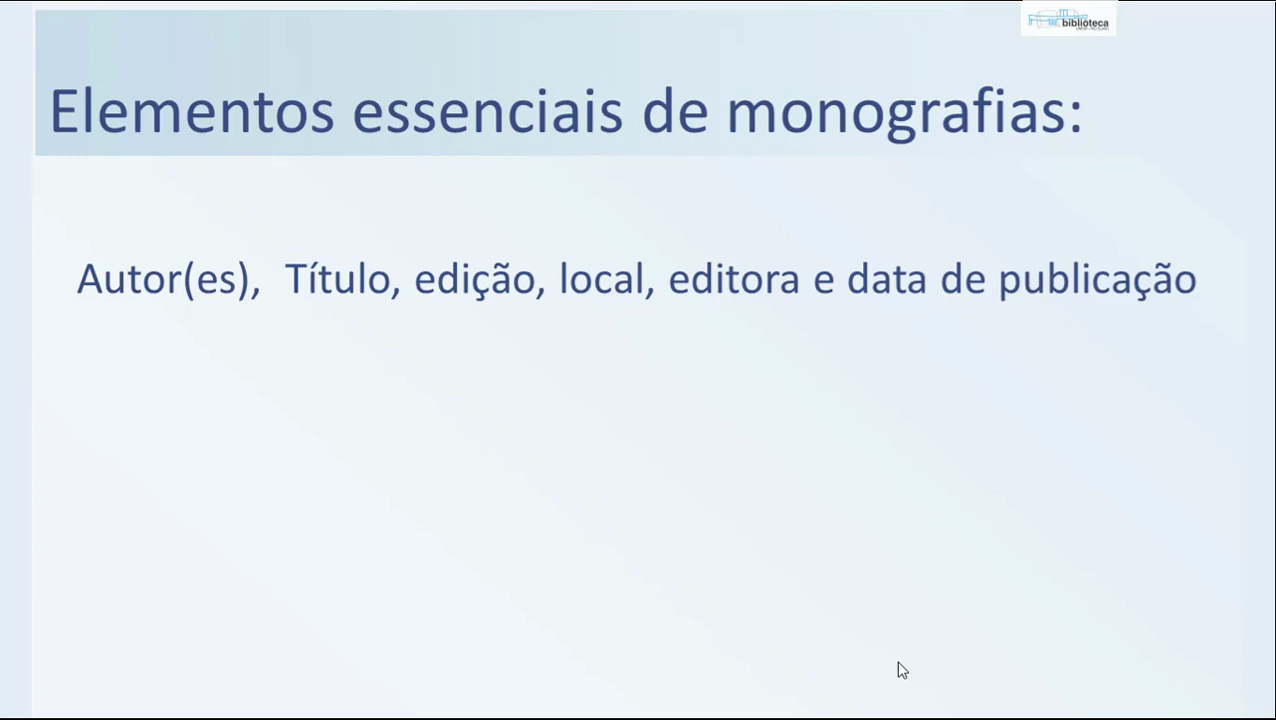 biblioteca
Elementos essenciais de monografias:
Autor(es), Título, edição, local, editora e data de publicação